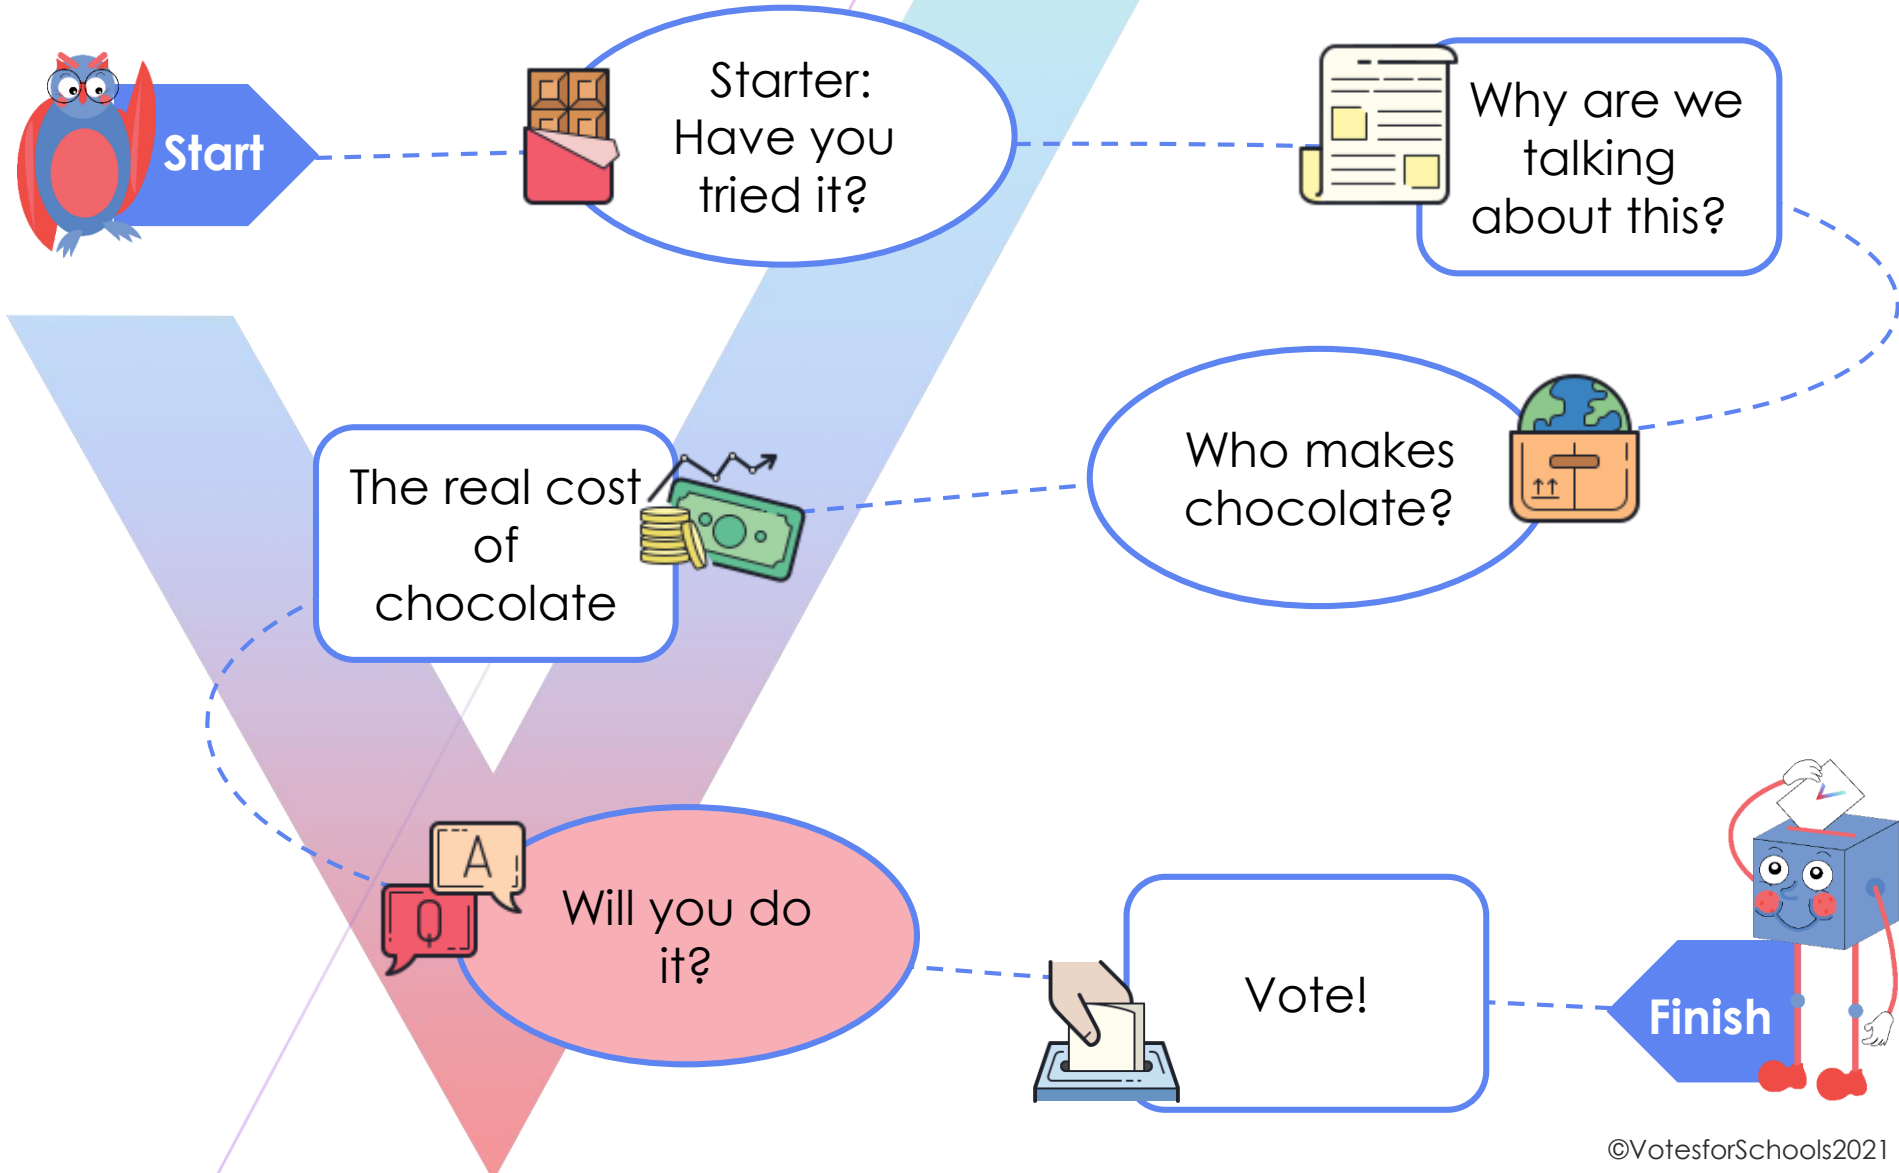 Start
Starter:
Have you
tried it?
Why are we
talking
about this?
Who makes
chocolate?
The real cost
of
chocolate
A
Q
Will you do
it?
Vote!
Finish
©VotesforSchools2021